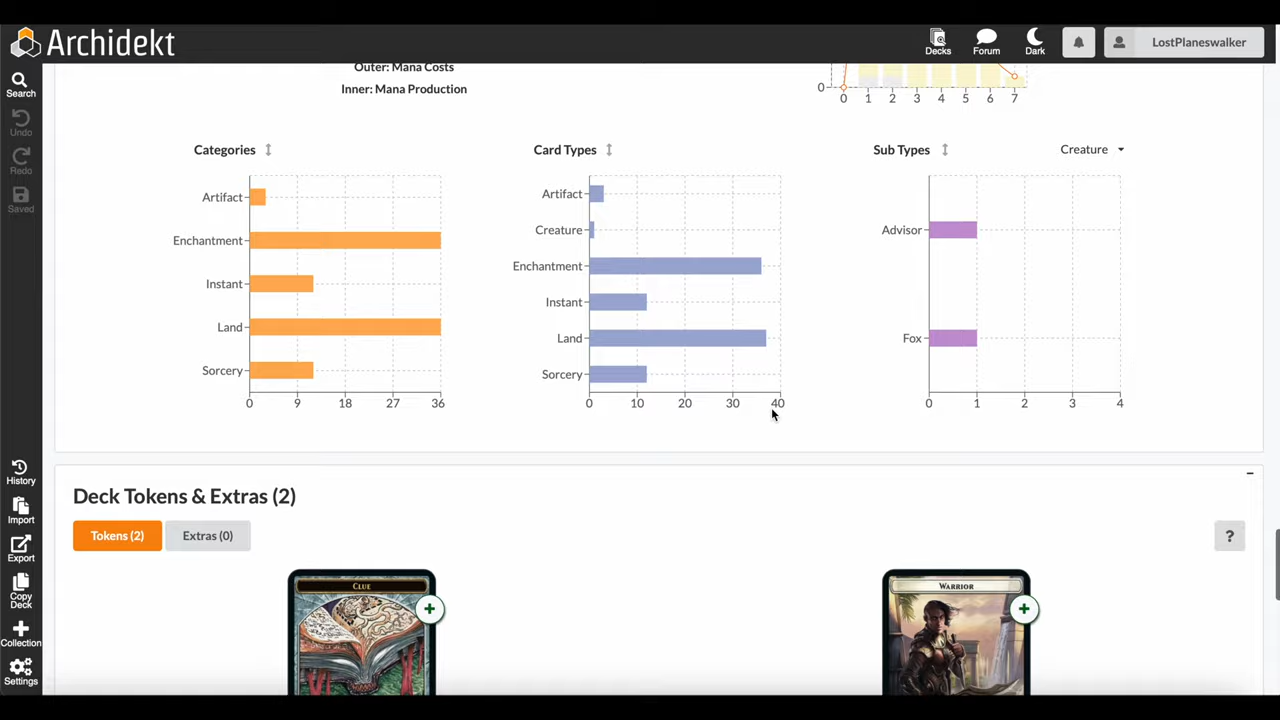 Archidekt
Decks
Forum
Dark
LostPlaneswalker
Search
Undo
Redo
Saved
History
Import
Export
Copy
Deck
Collection
Settings
Outer: Mana Costs
Inner: Mana Production
0
0 1 2 3 4 5 6 7
Categories
Artifact
Enchantment
Instant
Land
Sorcery
0 9 18 27 36
Card Types
Artifact
Creature
Enchantment
Instant
Land
Sorcery
0 10 20 30 40
Sub Types
Creature
Advisor
Fox
0 1 2 3 4
Deck Tokens & Extras (2)
Tokens (2)
Extras (0)
?
CLUE
WARRIOR